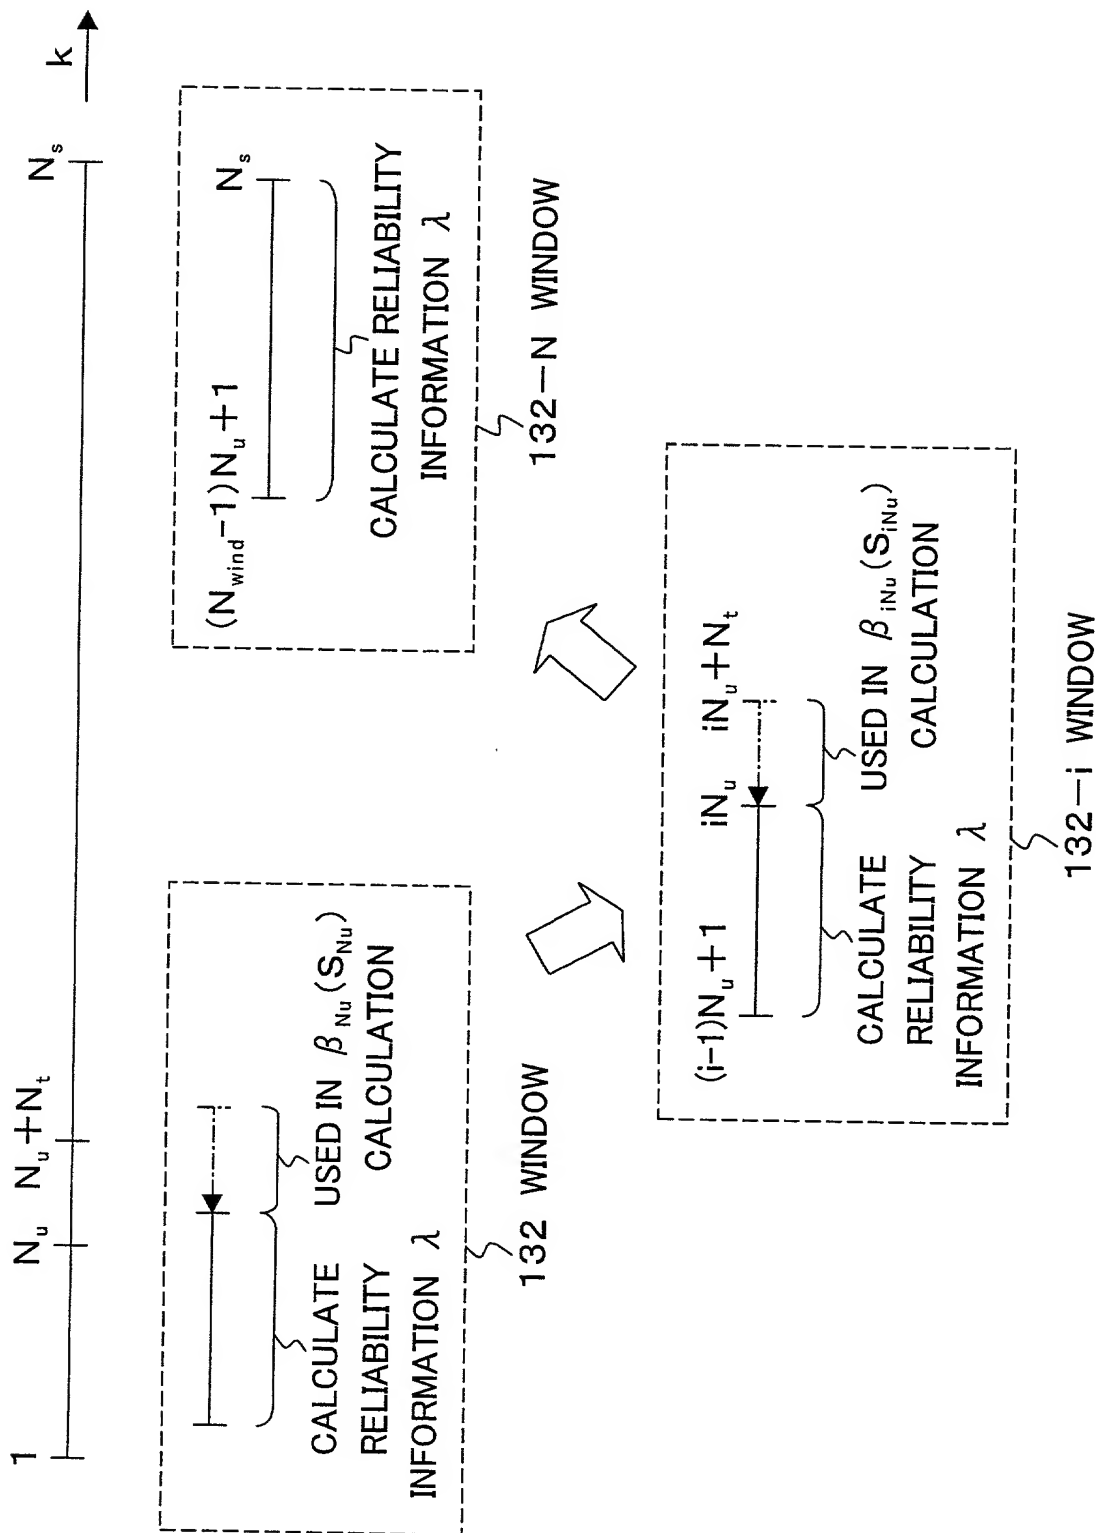 1 N_u N_u+N_t N_s k
CALCULATE
RELIABILITY
INFORMATION λ
USED IN β_Nu(S_Nu)
CALCULATION
132 WINDOW
(i-1)N_u+1 iN_u iN_u+N_t
CALCULATE
RELIABILITY
INFORMATION λ
USED IN β_iNu(S_iNu)
CALCULATION
132-i WINDOW
(N_wind-1)N_u+1 N_s
CALCULATE RELIABILITY
INFORMATION λ
132-N WINDOW